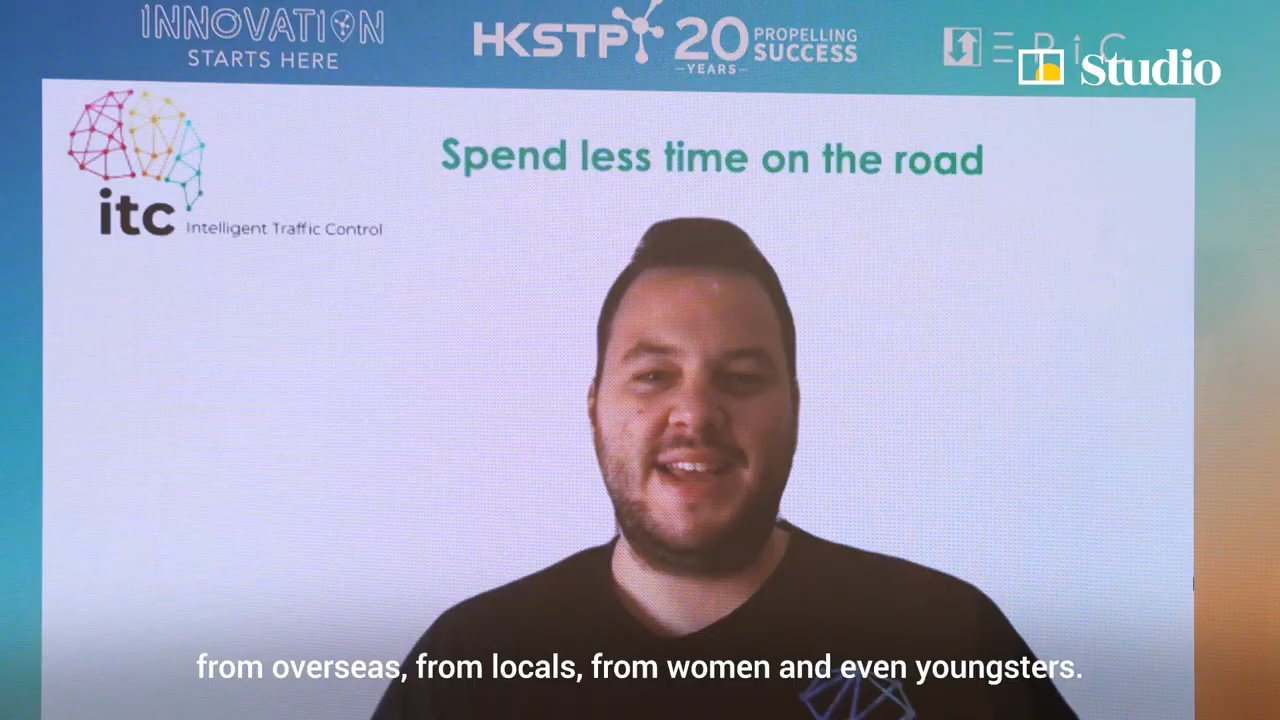 INNOVATION
STARTS HERE
HKSTP
20
YEARS
PROPELLING
SUCCESS
EPiC
Studio
Spend less time on the road
itc
Intelligent Traffic Control
from overseas, from locals, from women and even youngsters.